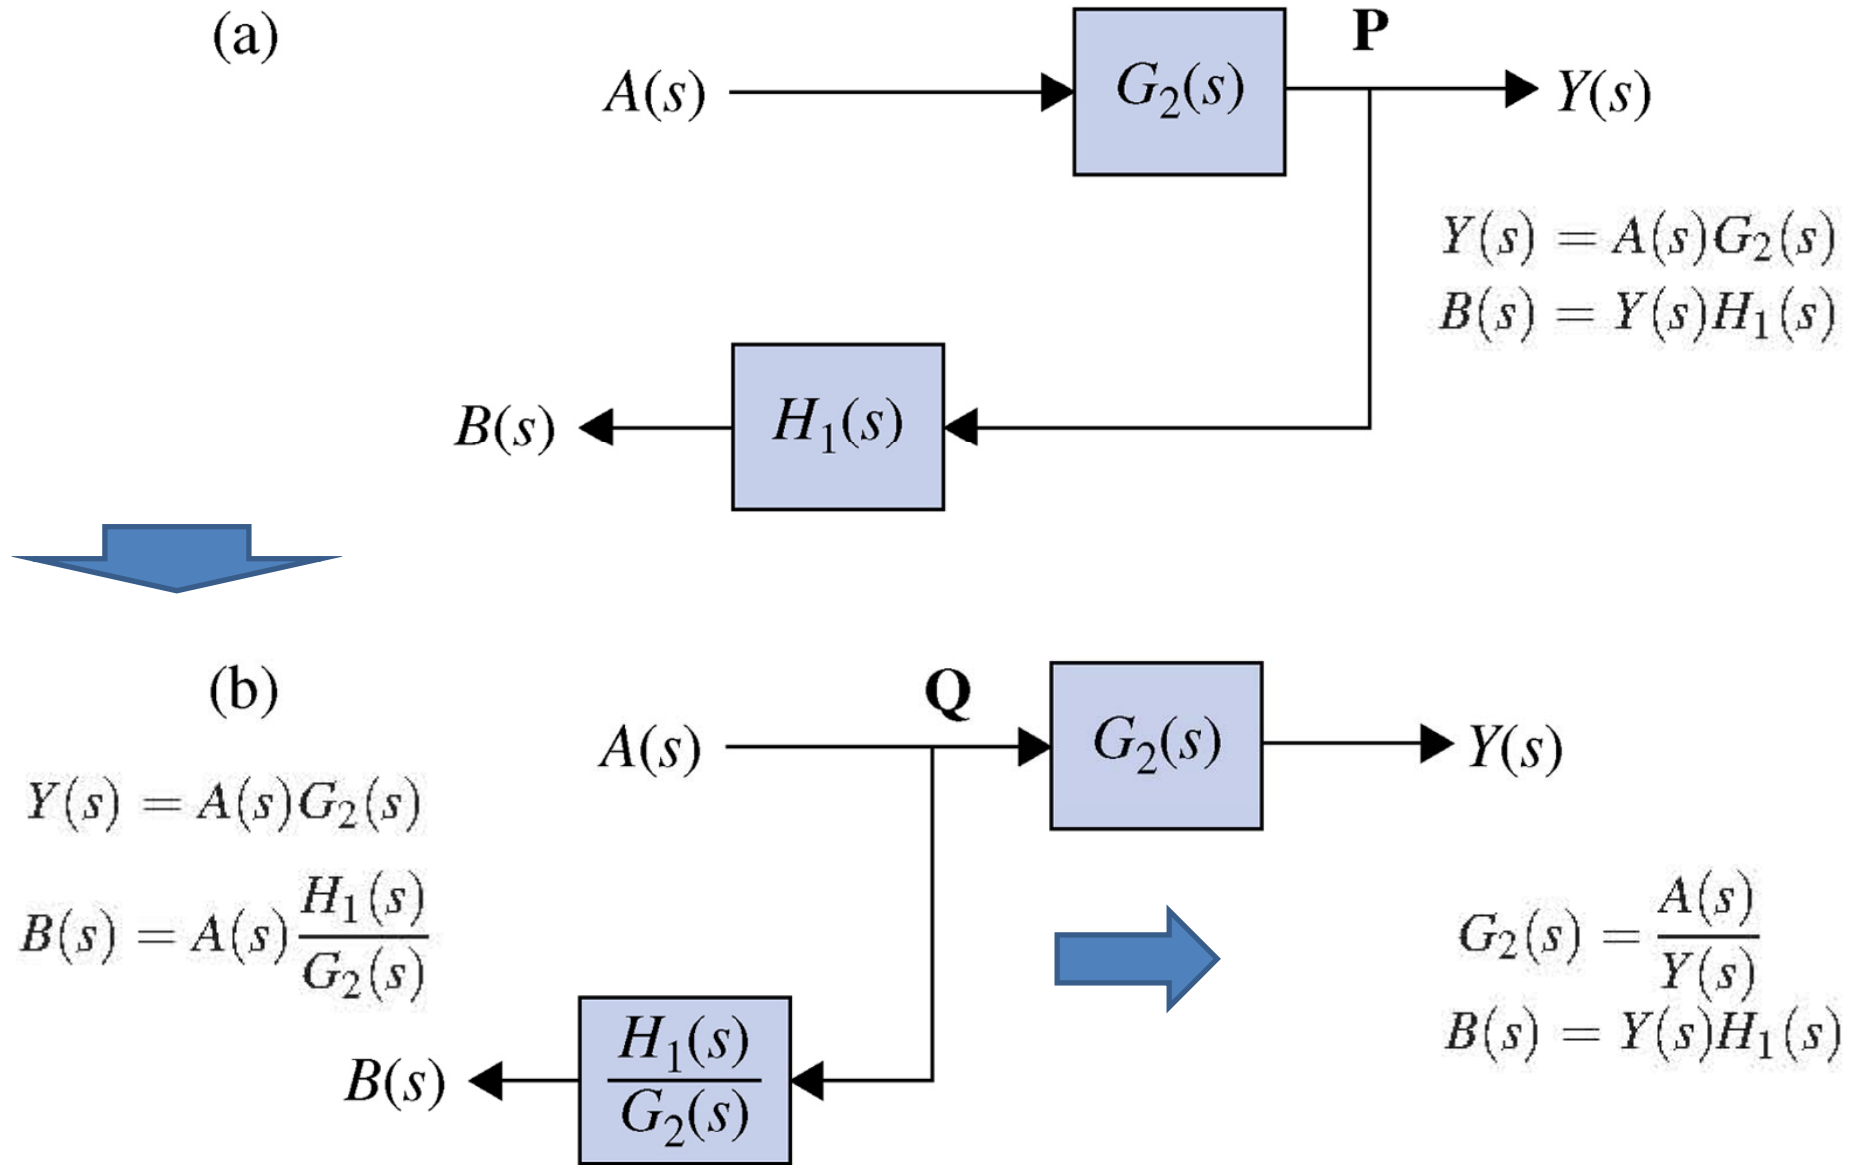 (a)
P
A(s)
G₂(s)
Y(s)
Y(s) = A(s)G₂(s)
B(s) = Y(s)H₁(s)
B(s)
H₁(s)
(b)
Q
A(s)
G₂(s)
Y(s)
Y(s) = A(s)G₂(s)
B(s) = A(s) H₁(s)/G₂(s)
G₂(s) = A(s)/Y(s)
B(s) = Y(s)H₁(s)
B(s)
H₁(s)/G₂(s)